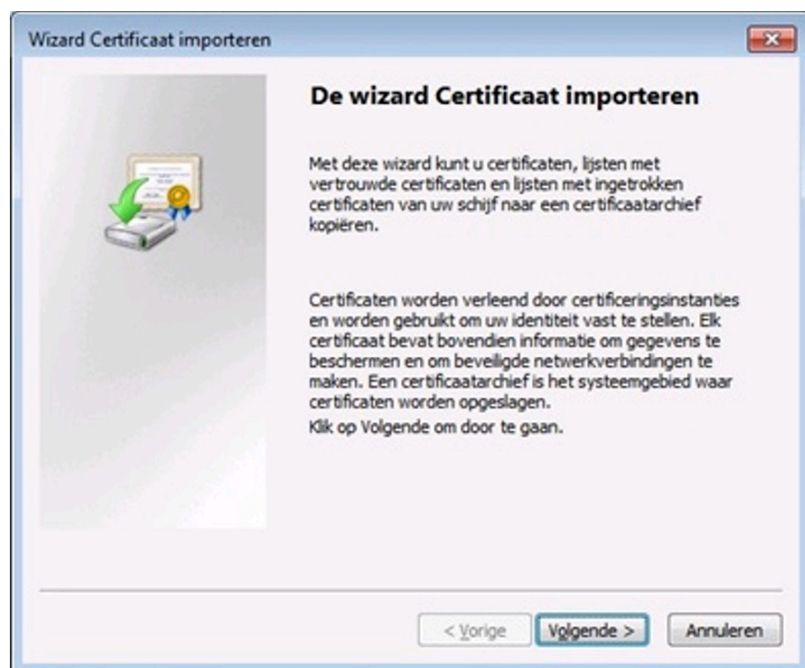 Wizard Certificaat importeren
De wizard Certificaat importeren
Met deze wizard kunt u certificaten, lijsten met
vertrouwde certificaten en lijsten met ingetrokken
certificaten van uw schijf naar een certificaatarchief
kopiëren.
Certificaten worden verleend door certificeringsinstanties
en worden gebruikt om uw identiteit vast te stellen. Elk
certificaat bevat bovendien informatie om gegevens te
beschermen en om beveiligde netwerkverbindingen te
maken. Een certificaatarchief is het systeemgebied waar
certificaten worden opgeslagen.
Klik op Volgende om door te gaan.
< Vorige
Volgende >
Annuleren